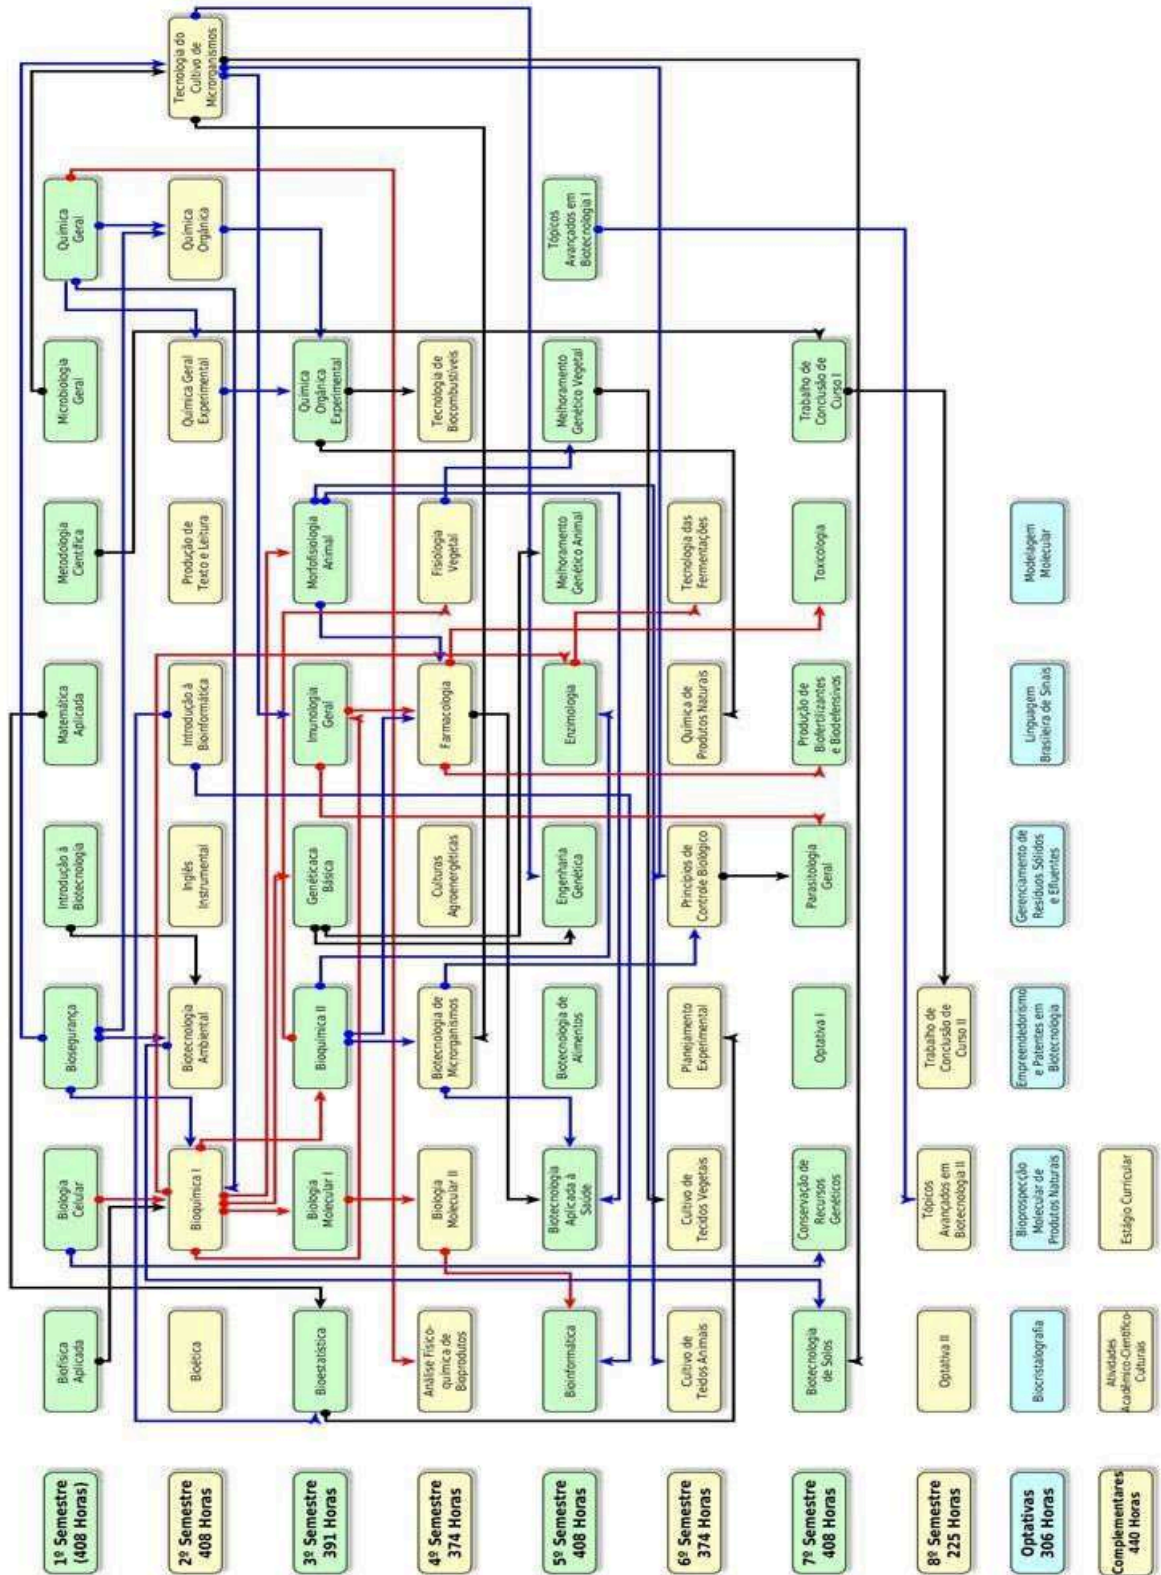 1º Semestre
(408 Horas)
Biofísica
Aplicada
Biologia
Celular
Biosegurança
Introdução à
Biotecnologia
Matemática
Aplicada
Metodologia
Científica
Microbiologia
Geral
Química
Geral
2º Semestre
408 Horas
Bioética
Bioquímica I
Biotecnologia
Ambiental
Inglês
Instrumental
Introdução à
Bioinformática
Produção de
Texto e Leitura
Química Geral
Experimental
Química
Orgânica
Tecnologia do
Cultivo de
Microrganismos
3º Semestre
391 Horas
Bioestatística
Biologia
Molecular I
Bioquímica II
Genéticaca
Básica
Imunologia
Geral
Morfofisiologia
Animal
Química
Orgânica
Experimental
4º Semestre
374 Horas
Análise Físico-
química de
Bioprodutos
Biologia
Molecular II
Biotecnologia de
Microrganismos
Culturas
Agroenergéticas
Farmacologia
Fisiologia
Vegetal
Tecnologia de
Biocombustíveis
5º Semestre
408 Horas
Bioinformática
Biotecnologia
Aplicada à
Saúde
Biotecnologia de
Alimentos
Engenharia
Genética
Enzimologia
Melhoramento
Genético Animal
Melhoramento
Genético Vegetal
Tópicos
Avançados em
Biotecnologia I
6º Semestre
374 Horas
Cultivo de
Teidos Animais
Cultivo de
Tecidos Vegetais
Planejamento
Experimental
Princípios de
Controle Biológico
Química de
Produtos Naturais
Tecnologia das
Fermentações
7º Semestre
408 Horas
Biotecnologia
de Solos
Conservação de
Recursos
Genéticos
Optativa I
Parasitologia
Geral
Produção de
Biofertilizantes
e Biodefensivos
Toxicologia
Trabalho de
Conclusão de
Curso I
8º Semestre
225 Horas
Optativa II
Tópicos
Avançados em
Biotecnologia II
Trabalho de
Conclusão de
Curso II
Optativas
306 Horas
Biocristalografia
Bioprospecção
Molecular de
Produtos Naturais
Empreendedorismo
e Patentes em
Biotecnologia
Gerenciamento de
Resíduos Sólidos
e Efluentes
Linguagem
Brasileira de Sinais
Modelagem
Molecular
Complementares
440 Horas
Atividades
Acadêmico-Científico-
Culturais
Estágio Curricular